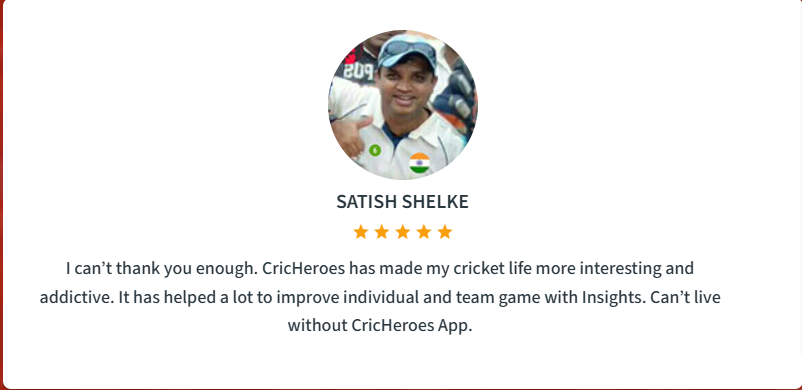 SATISH SHELKE
I can’t thank you enough. CricHeroes has made my cricket life more interesting and
addictive. It has helped a lot to improve individual and team game with Insights. Can’t live
without CricHeroes App.